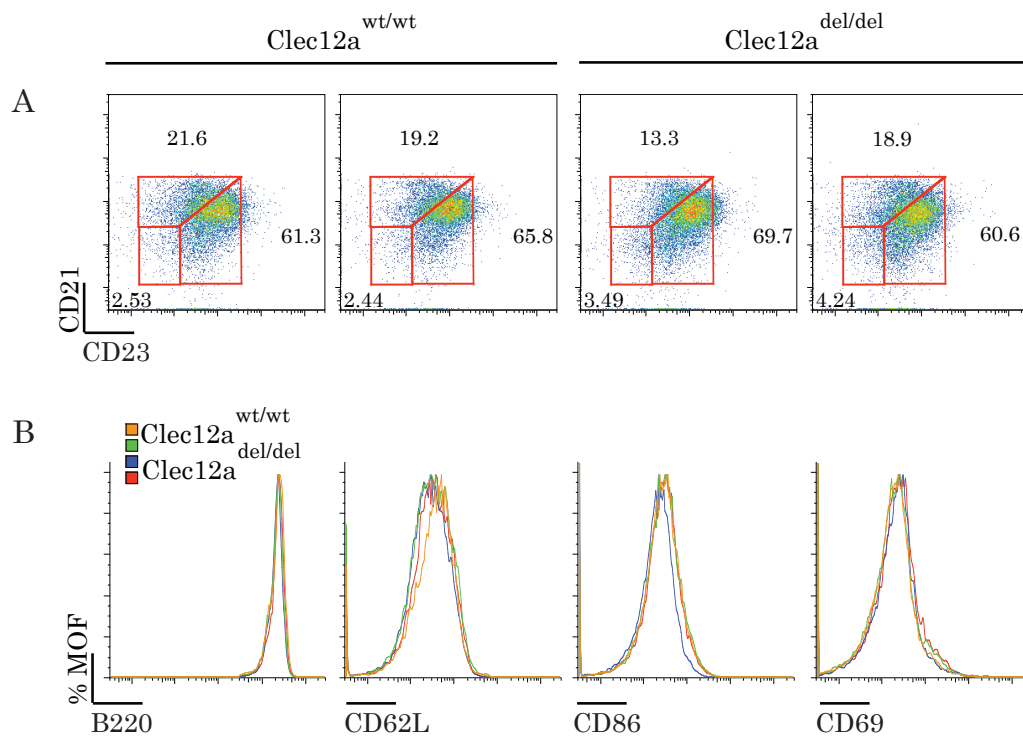 Clec12a wt/wt
Clec12a del/del
A
21.6
19.2
13.3
18.9
61.3
65.8
69.7
60.6
2.53
2.44
3.49
4.24
CD21
CD23
B
Clec12a wt/wt
Clec12a del/del
% MOF
B220
CD62L
CD86
CD69